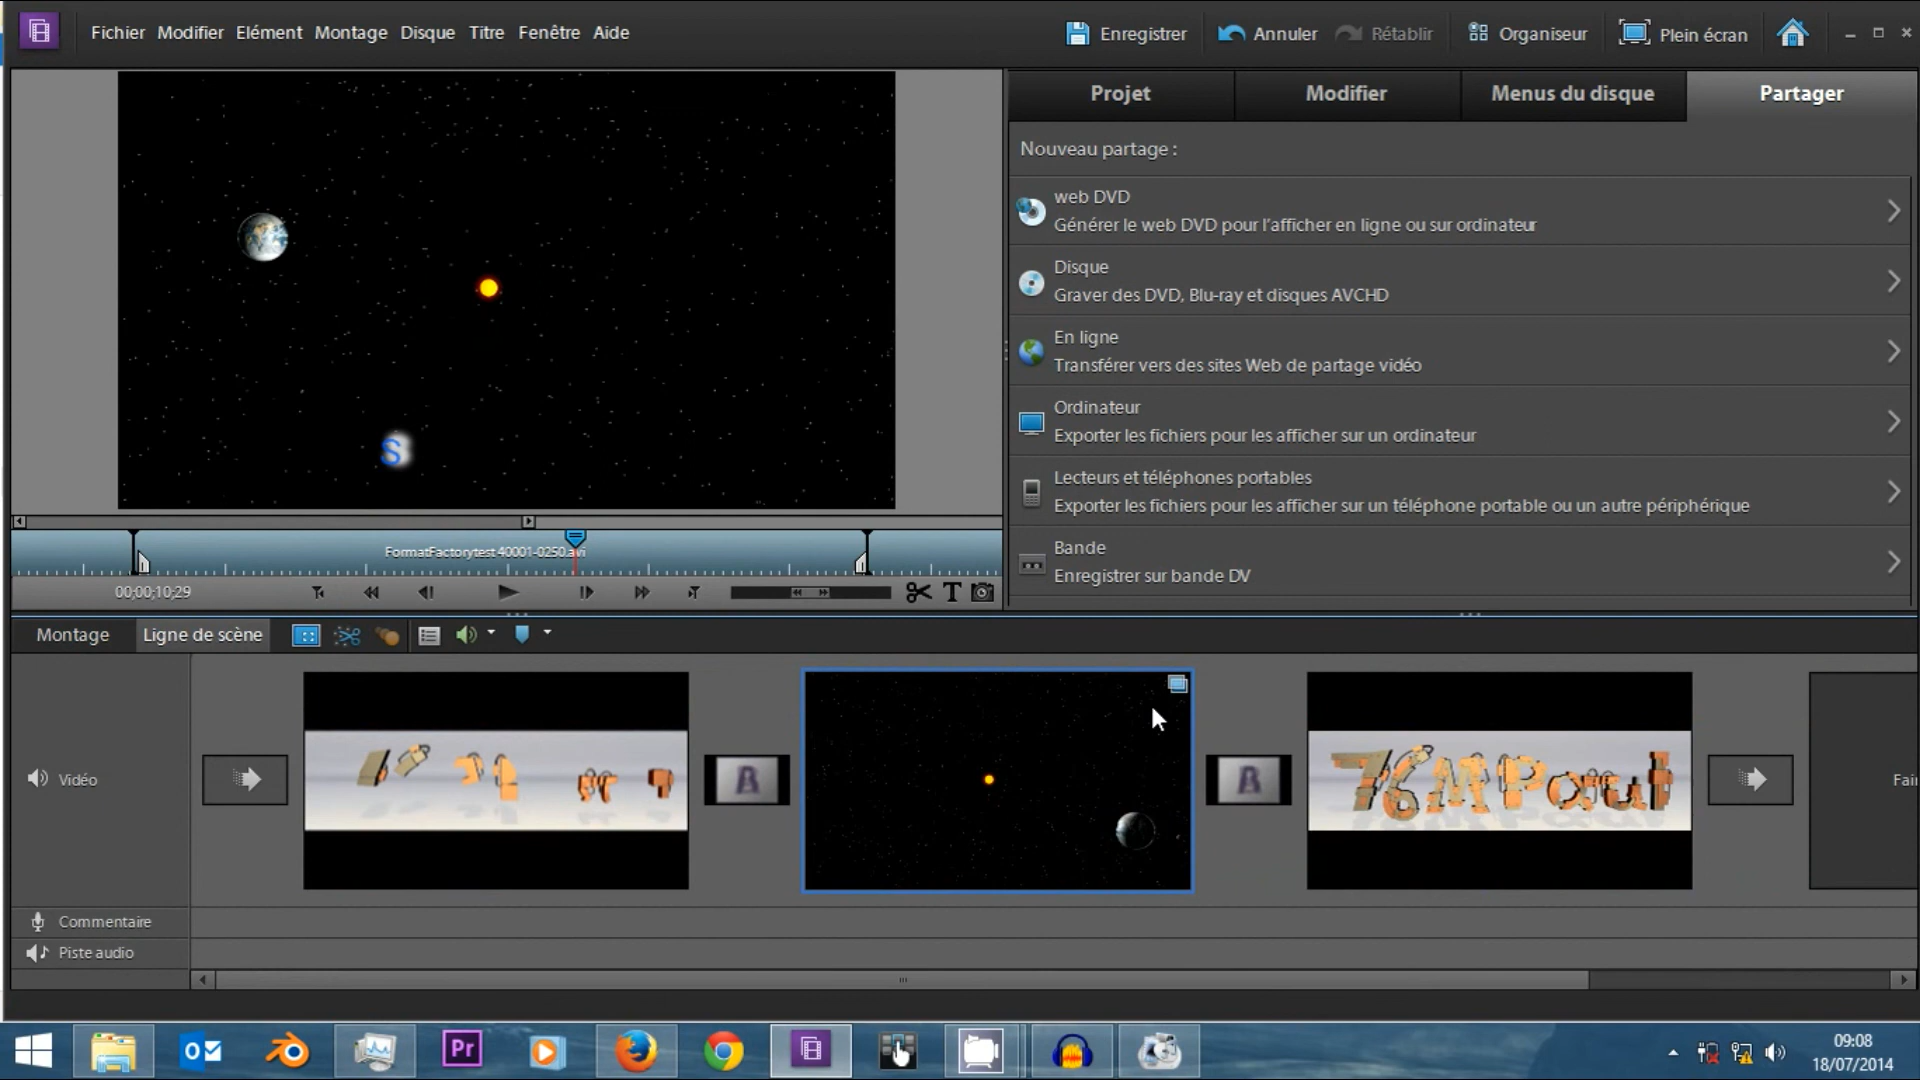 Fichier Modifier Elément Montage Disque Titre Fenêtre Aide
Enregistrer Annuler Rétablir Organiseur Plein écran
Projet Modifier Menus du disque Partager
Nouveau partage :
web DVD
Générer le web DVD pour l'afficher en ligne ou sur ordinateur
Disque
Graver des DVD, Blu-ray et disques AVCHD
En ligne
Transférer vers des sites Web de partage vidéo
Ordinateur
Exporter les fichiers pour les afficher sur un ordinateur
Lecteurs et téléphones portables
Exporter les fichiers pour les afficher sur un téléphone portable ou un autre périphérique
Bande
Enregistrer sur bande DV
S
FormatFactorytest 40001-0250.avi
00;00;10;29
T
Montage Ligne de scène
Vidéo
A
A
76MPaul
Fair
Commentaire
Piste audio
Pr
09:08
18/07/2014